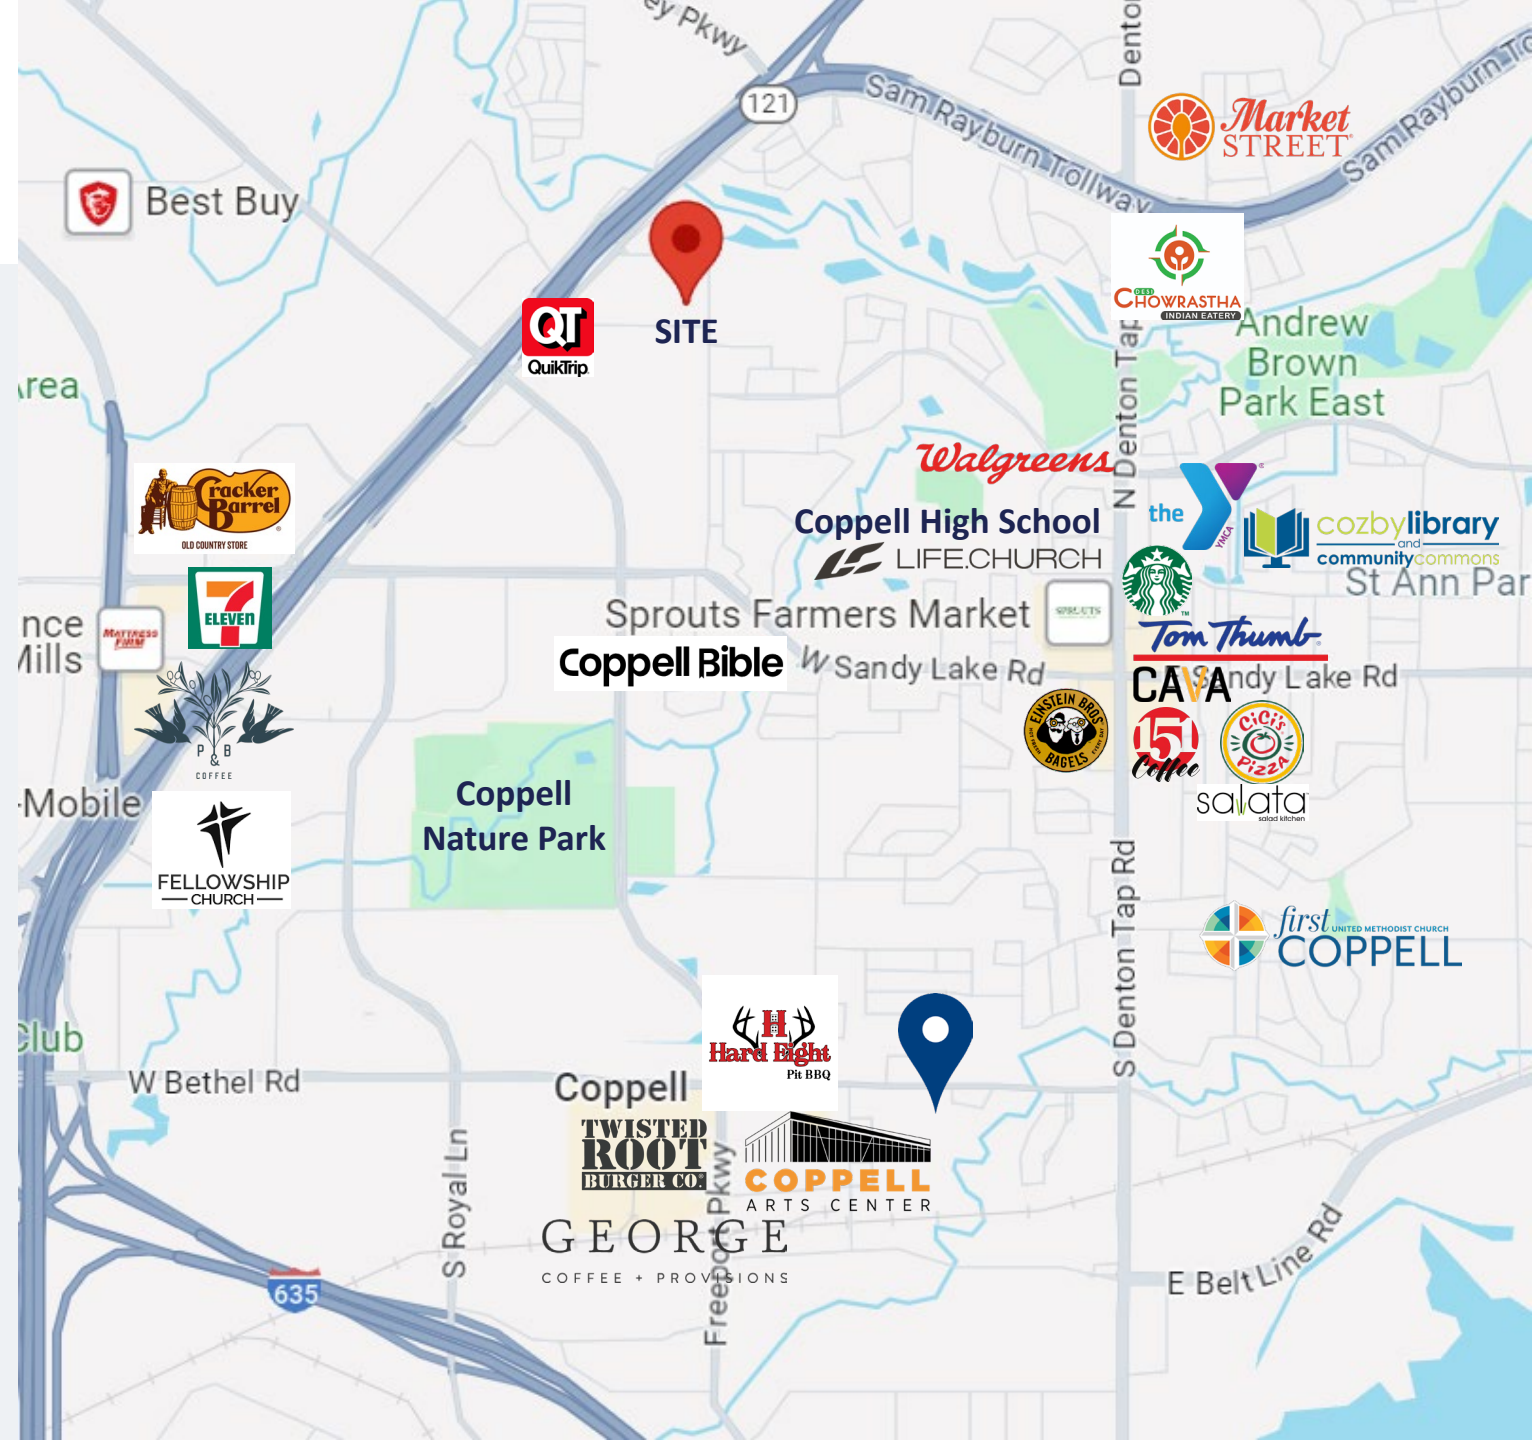 ey Pkwy
121
Sam Rayburn Tollway
Market
STREET
Sam Rayburn To
Best Buy
SITE
QT
QuikTrip
DESI
CHOWRASTHA
INDIAN EATERY
Andrew
Brown
Park East
N Denton Tap
Walgreens
Coppell High School
LIFE.CHURCH
the
YMCA
cozbylibrary
and
communitycommons
St Ann Par
Cracker
Barrel
OLD COUNTRY STORE
7
ELEVEN
MATTRESS
FIRM
Sprouts Farmers Market
SPROUTS
Tom Thumb
Coppell Bible
W Sandy Lake Rd
E Sandy Lake Rd
CAVA
EINSTEIN BROS
BAGELS
151
Coffee
CiCi's
Pizza
salata
salad kitchen
P
&
B
COFFEE
-Mobile
FELLOWSHIP
CHURCH
Coppell
Nature Park
S Denton Tap Rd
first UNITED METHODIST CHURCH
COPPELL
H
Hard Eight
Pit BBQ
W Bethel Rd
Coppell
TWISTED
ROOT
BURGER CO.
COPPELL
ARTS CENTER
GEORGE
COFFEE + PROVISIONS
S Royal Ln
Freeport Pkwy
E Belt Line Rd
635